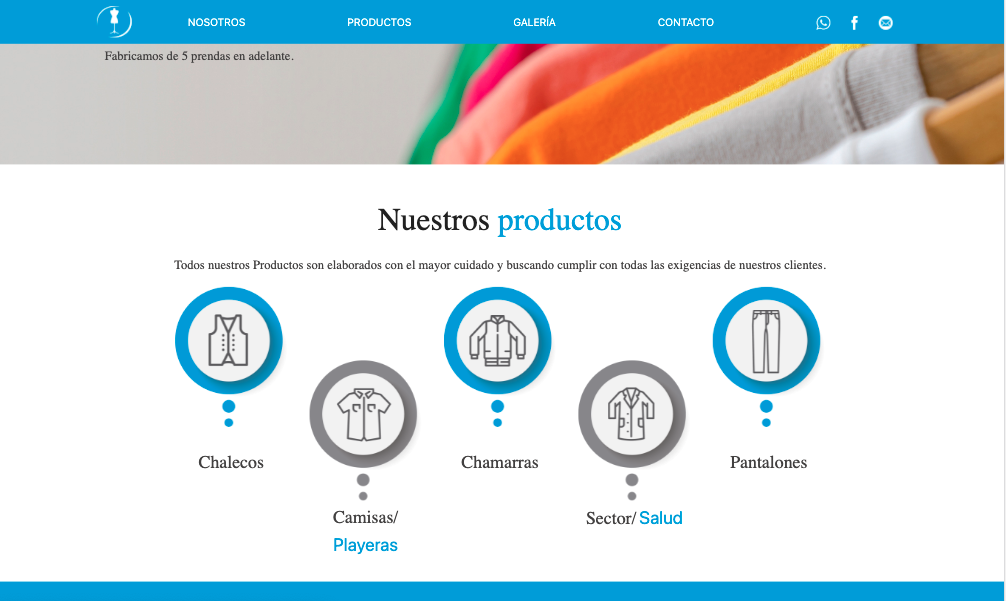 NOSOTROS PRODUCTOS GALERÍA CONTACTO
Fabricamos de 5 prendas en adelante.
Nuestros productos
Todos nuestros Productos son elaborados con el mayor cuidado y buscando cumplir con todas las exigencias de nuestros clientes.
Chalecos
Chamarras
Pantalones
Camisas/
Playeras
Sector/ Salud